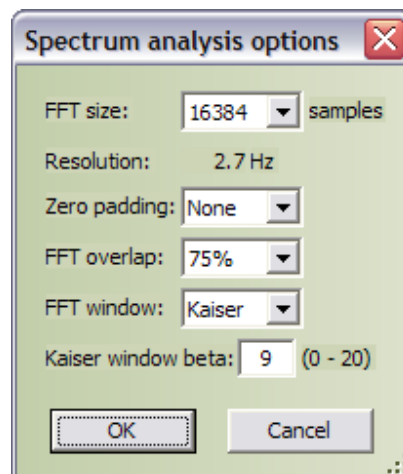 Spectrum analysis options
FFT size: 16384 samples
Resolution: 2.7 Hz
Zero padding: None
FFT overlap: 75%
FFT window: Kaiser
Kaiser window beta: 9 (0 - 20)
OK Cancel